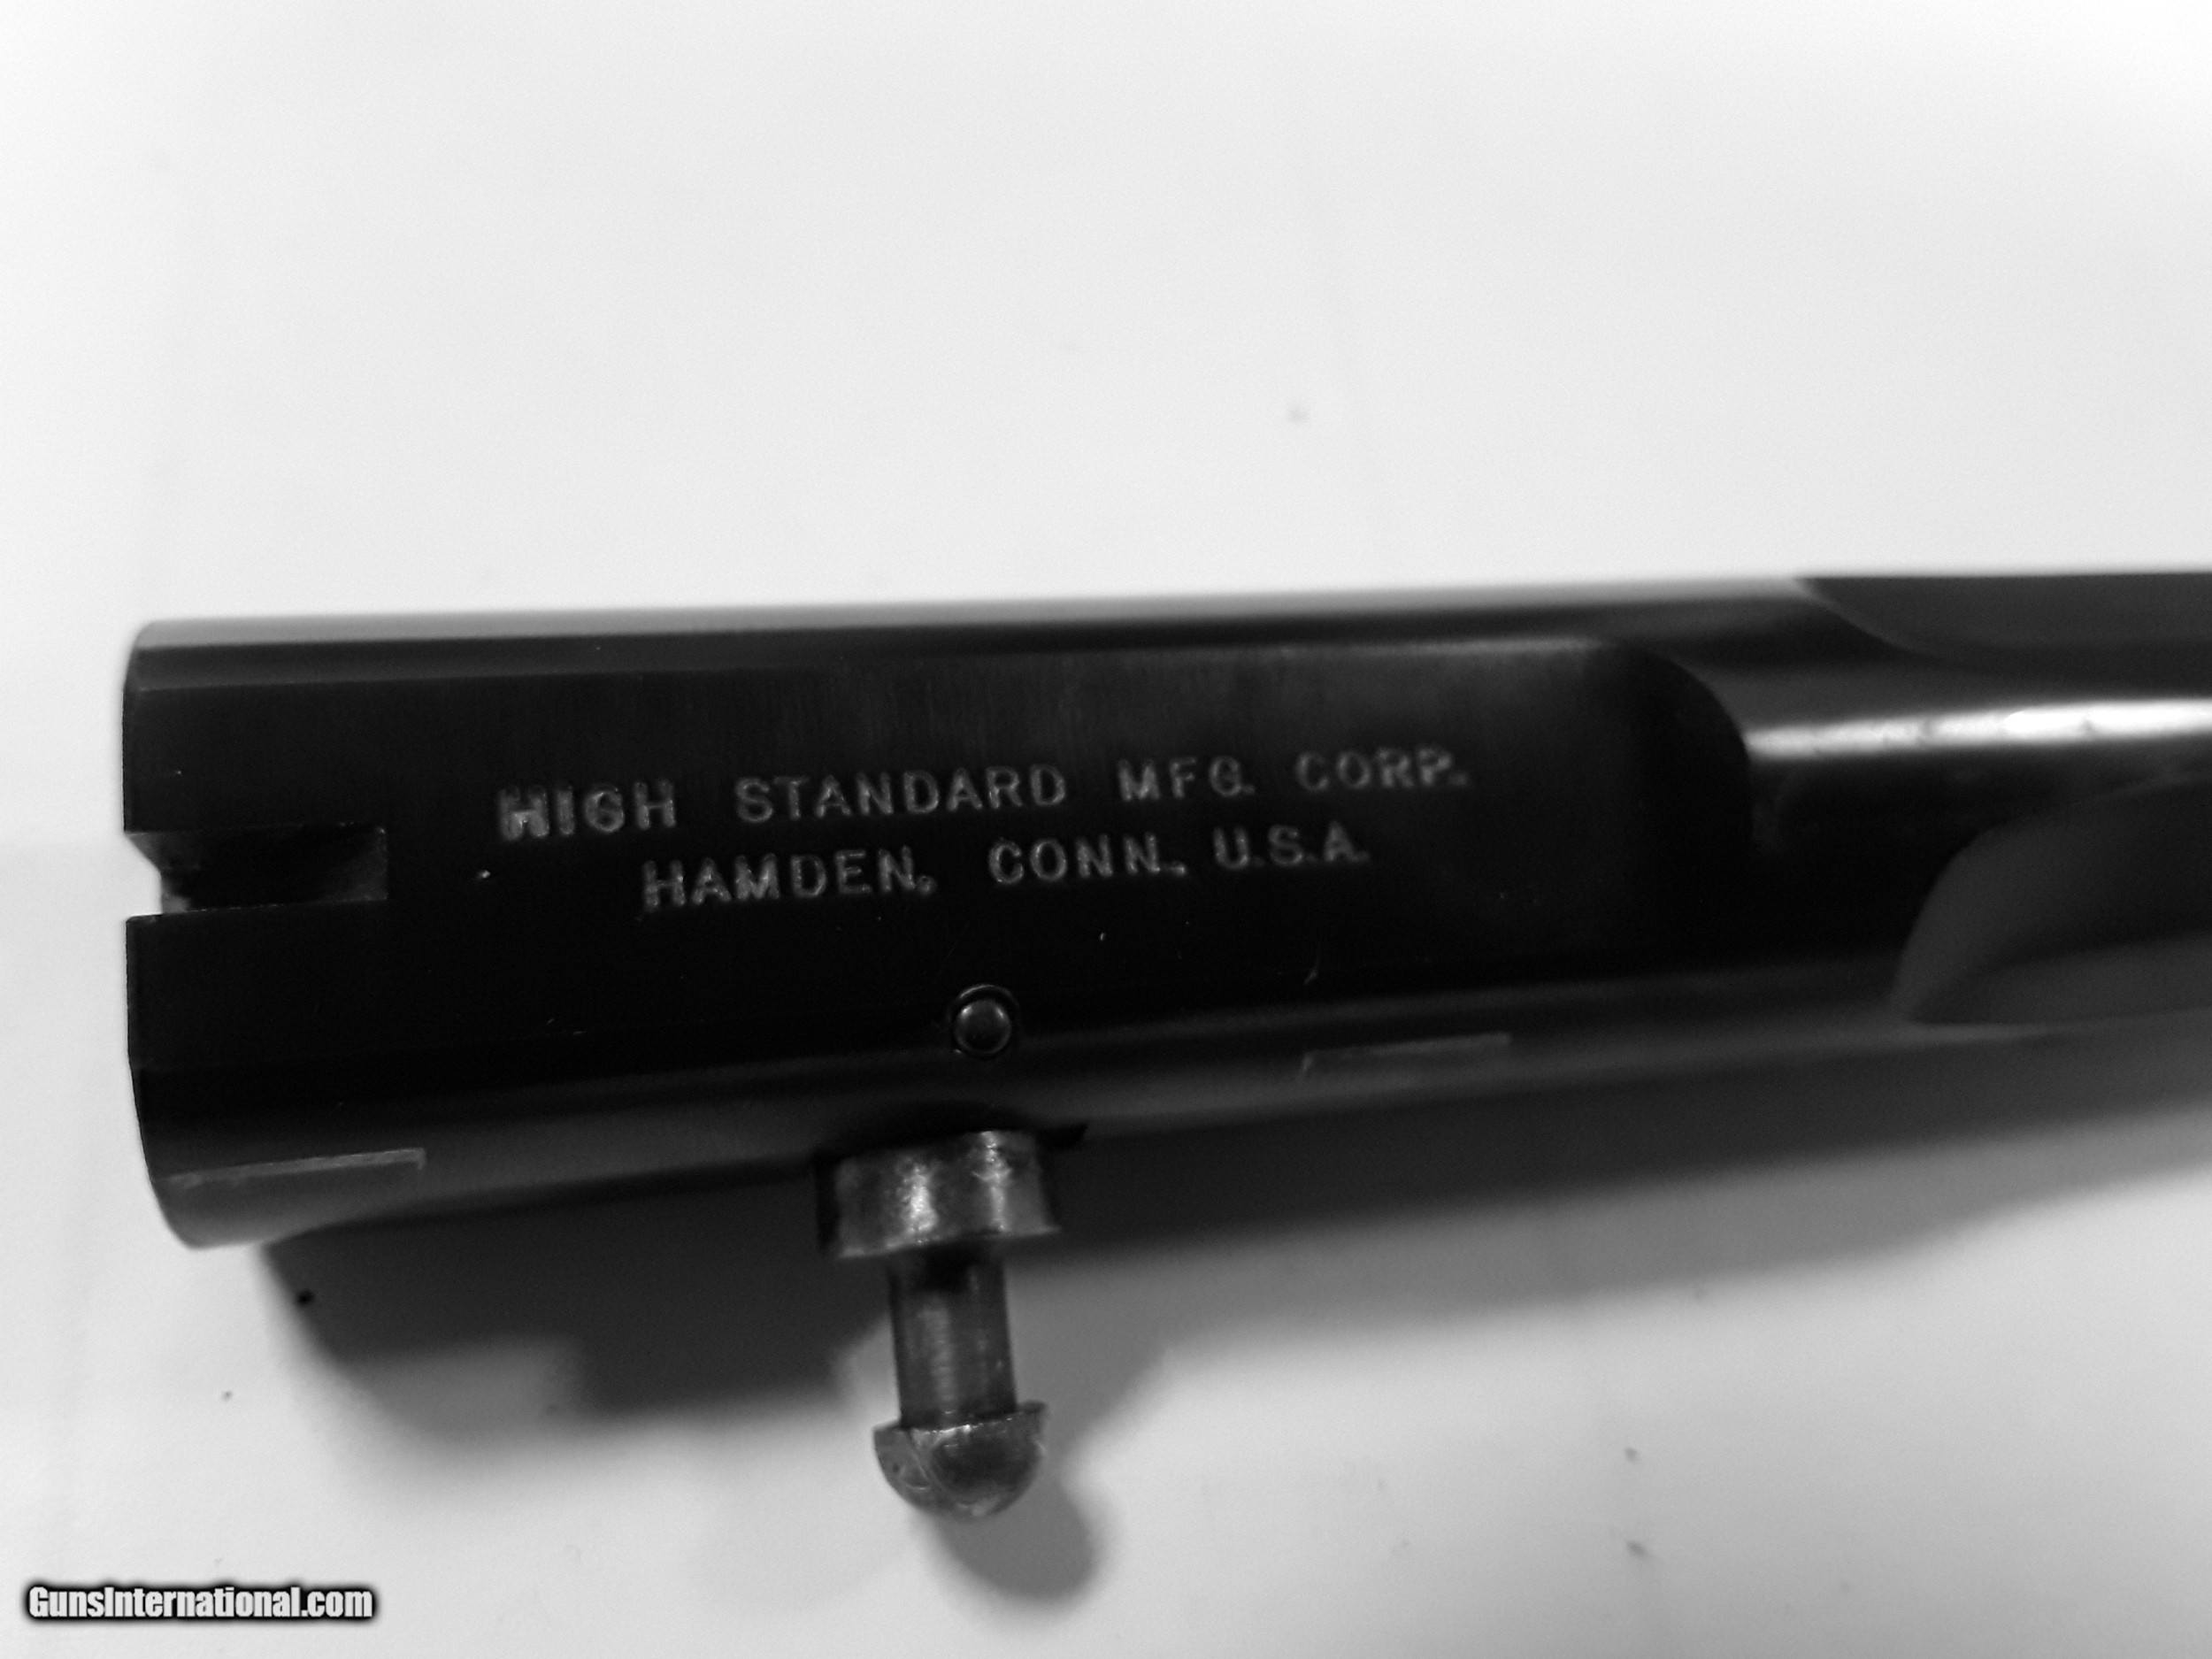 HIGH STANDARD MFG. CORP.
HAMDEN, CONN., U.S.A.
GunsInternational.com